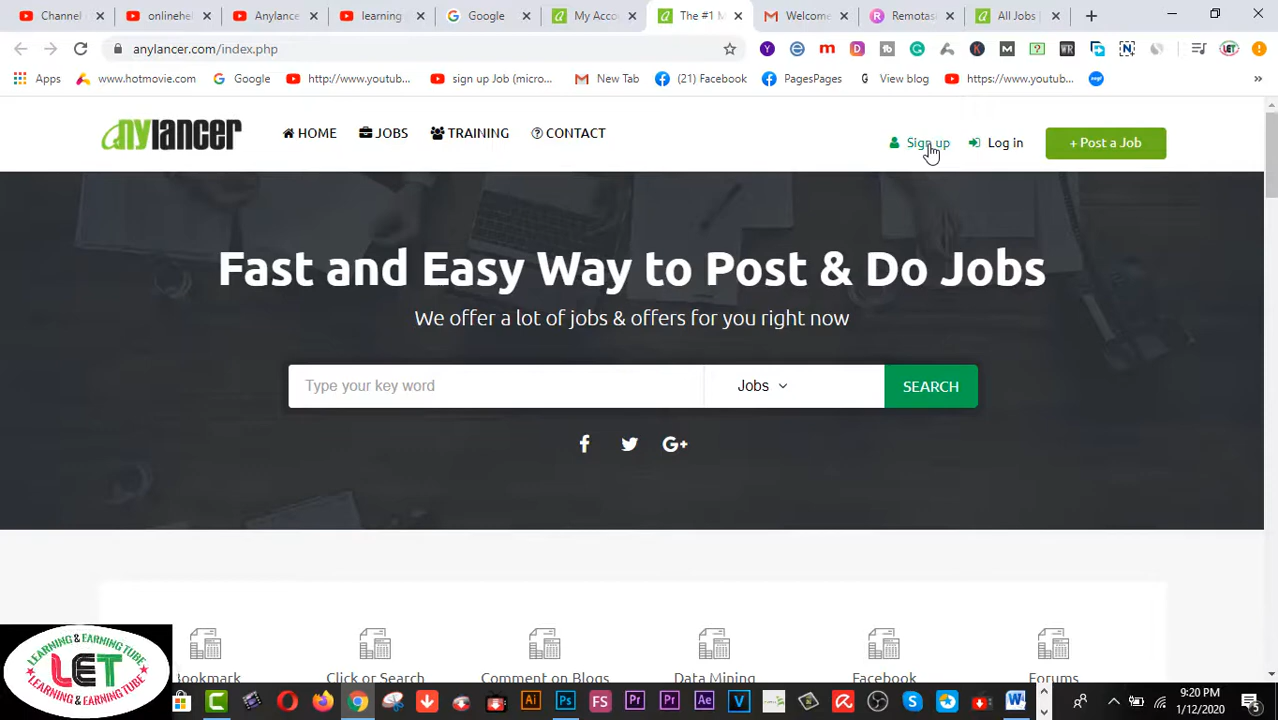 Channel
onlinehe
Anylance
learning
Google
My Acco
The #1 M
Welcome
Remotas
All Jobs |
anylancer.com/index.php
Apps
www.hotmovie.com
Google
http://www.youtub...
sign up Job (micro...
New Tab
(21) Facebook
PagesPages
View blog
https://www.youtub...
anylancer
HOME
JOBS
TRAINING
CONTACT
Sign up
Log in
+ Post a Job
Fast and Easy Way to Post & Do Jobs
We offer a lot of jobs & offers for you right now
Type your key word
Jobs
SEARCH
Bookmark
Click or Search
Comment on Blogs
Data Mining
Facebook
Forums
LEARNING & EARNING TUBE
LET
LEARNING & EARNING TUBE
9:20 PM
1/12/2020
5